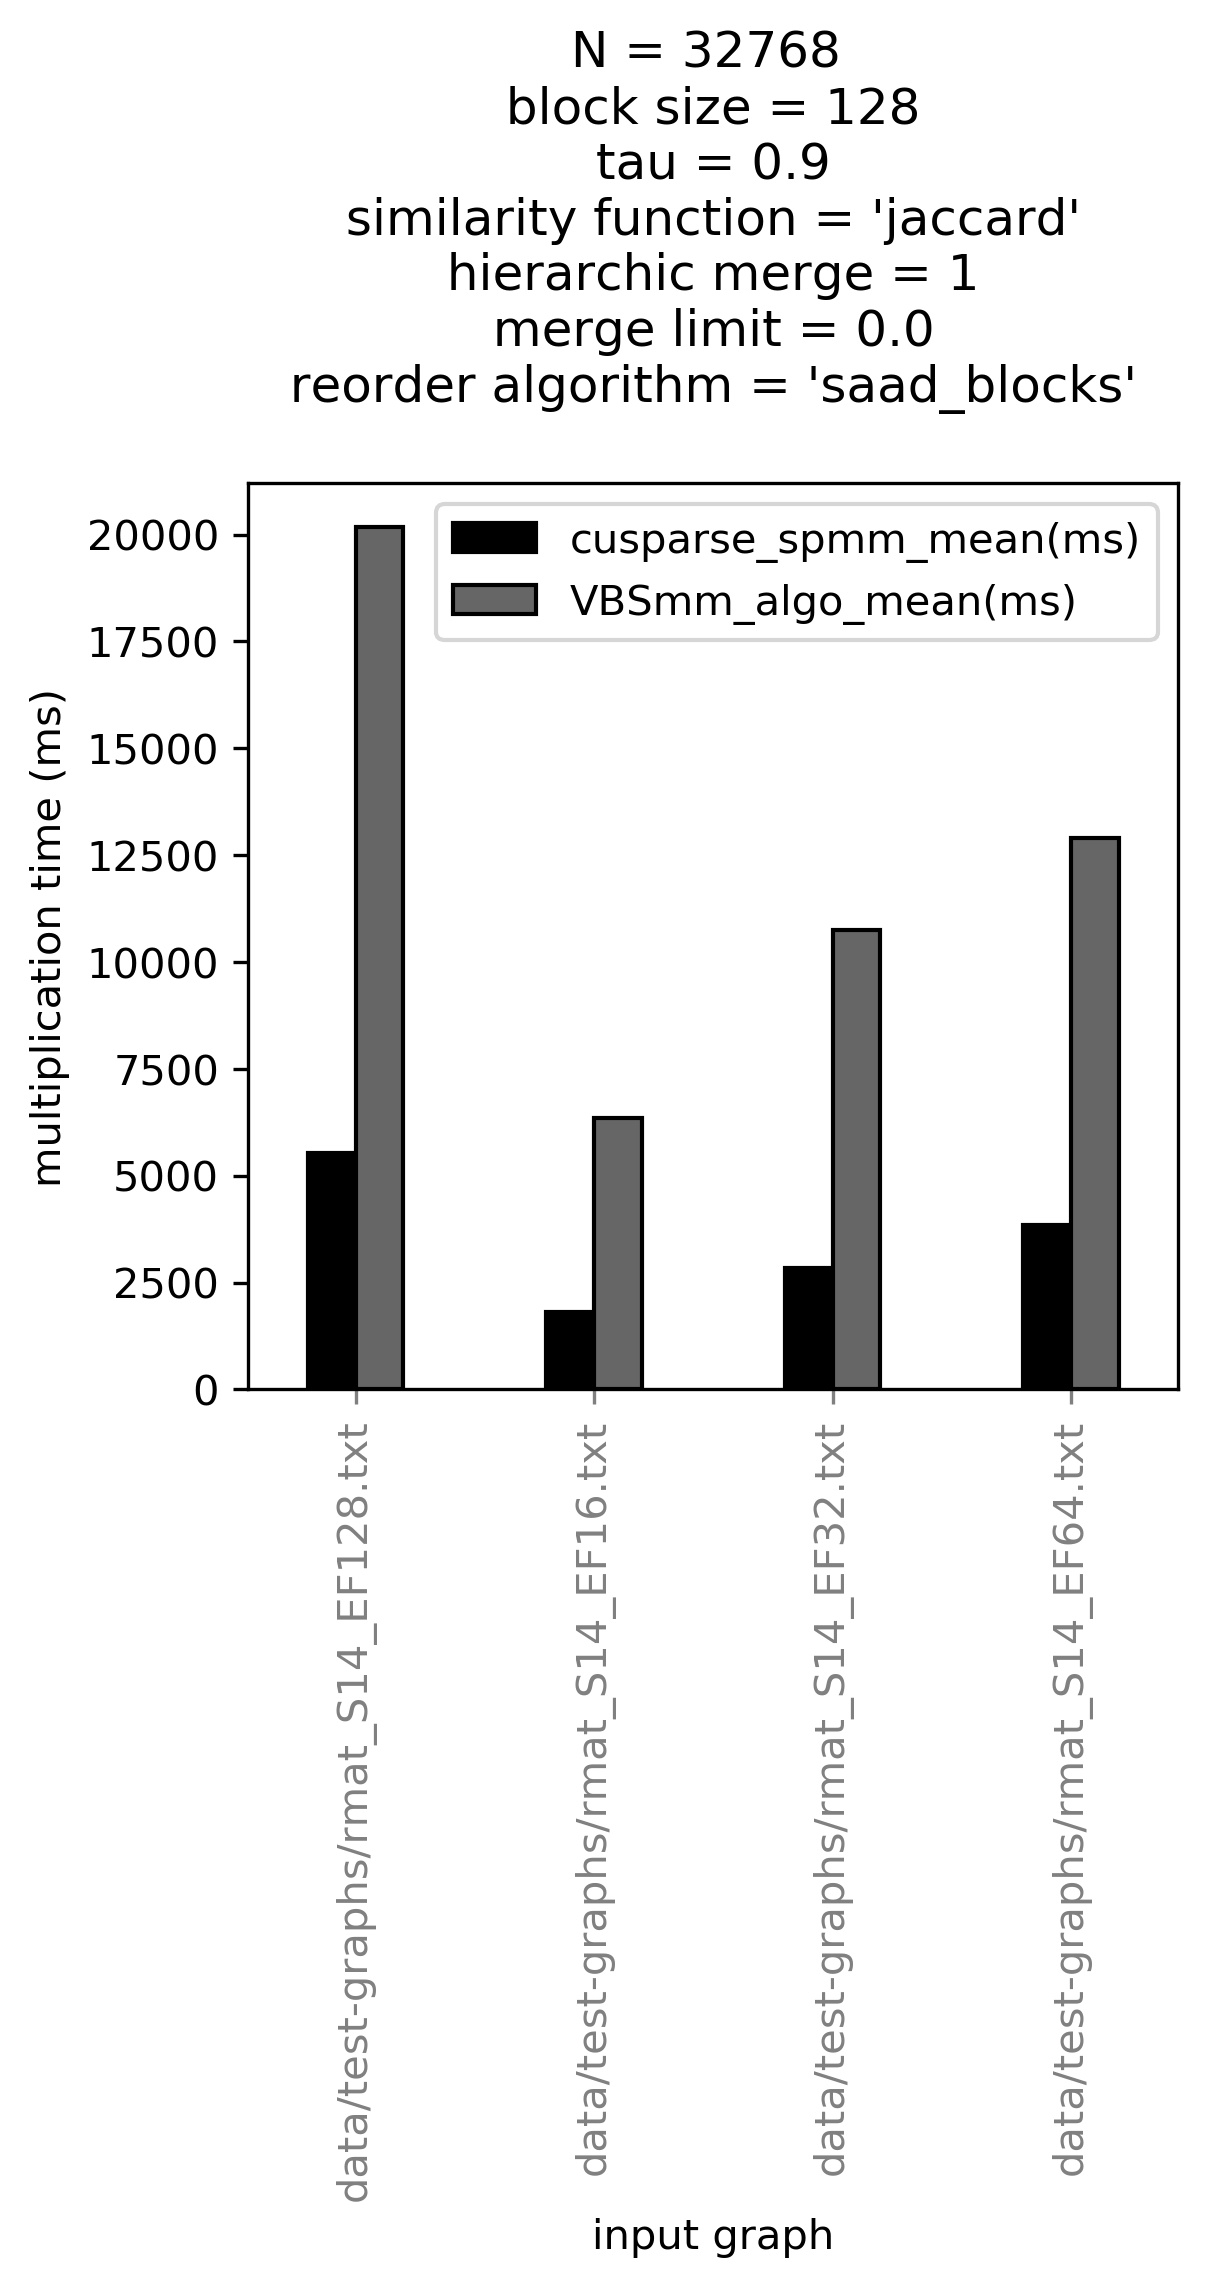 N = 32768
block size = 128
tau = 0.9
similarity function = 'jaccard'
hierarchic merge = 1
merge limit = 0.0
reorder algorithm = 'saad_blocks'
cusparse_spmm_mean(ms)
VBSmm_algo_mean(ms)
multiplication time (ms)
20000
17500
15000
12500
10000
7500
5000
2500
0
data/test-graphs/rmat_S14_EF128.txt
data/test-graphs/rmat_S14_EF16.txt
data/test-graphs/rmat_S14_EF32.txt
data/test-graphs/rmat_S14_EF64.txt
input graph